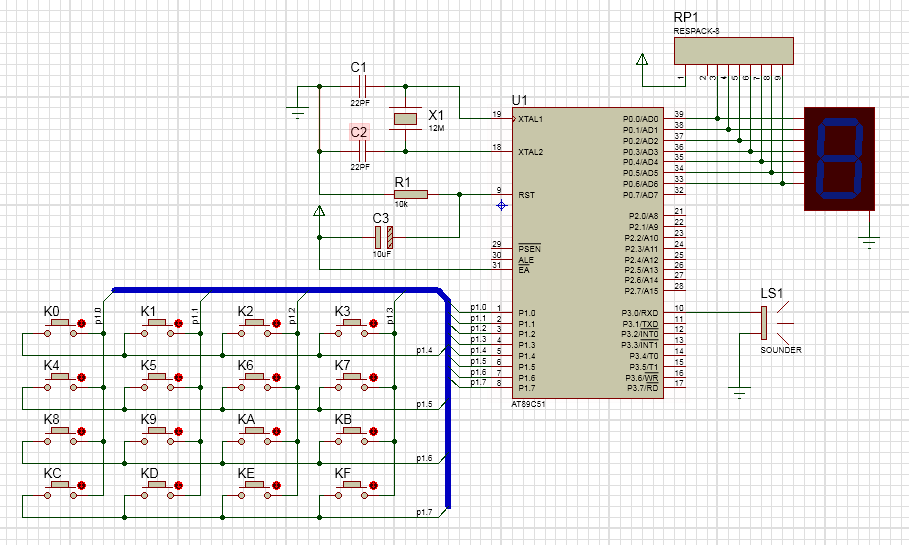 RP1
RESPACK-8
1
2
3
4
5
6
7
8
9
C1
22PF
X1
12M
C2
22PF
R1
10k
C3
10uF
U1
19 XTAL1
18 XTAL2
9 RST
29 PSEN
30 ALE
31 EA
p1.0 1 P1.0
p1.1 2 P1.1
p1.2 3 P1.2
p1.3 4 P1.3
p1.4 5 P1.4
p1.5 6 P1.5
p1.6 7 P1.6
p1.7 8 P1.7
P0.0/AD0 39
P0.1/AD1 38
P0.2/AD2 37
P0.3/AD3 36
P0.4/AD4 35
P0.5/AD5 34
P0.6/AD6 33
P0.7/AD7 32
P2.0/A8 21
P2.1/A9 22
P2.2/A10 23
P2.3/A11 24
P2.4/A12 25
P2.5/A13 26
P2.6/A14 27
P2.7/A15 28
P3.0/RXD 10
P3.1/TXD 11
P3.2/INT0 12
P3.3/INT1 13
P3.4/T0 14
P3.5/T1 15
P3.6/WR 16
P3.7/RD 17
AT89C51
LS1
SOUNDER
p1.0 p1.1 p1.2 p1.3
K0 K1 K2 K3
p1.4
K4 K5 K6 K7
p1.5
K8 K9 KA KB
p1.6
KC KD KE KF
p1.7